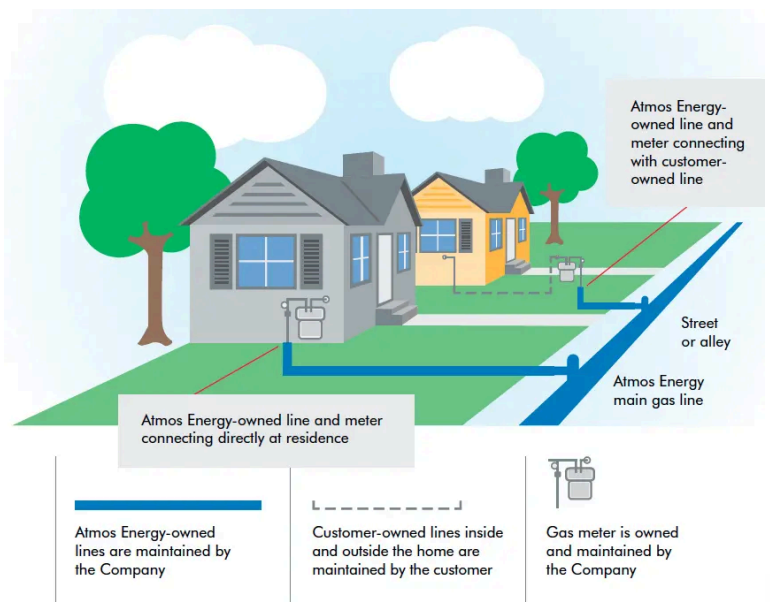 Atmos Energy-
owned line and
meter connecting
with customer-
owned line
Street
or alley
Atmos Energy
main gas line
Atmos Energy-owned line and meter
connecting directly at residence
Atmos Energy-owned
lines are maintained by
the Company
Customer-owned lines inside
and outside the home are
maintained by the customer
Gas meter is owned
and maintained by
the Company